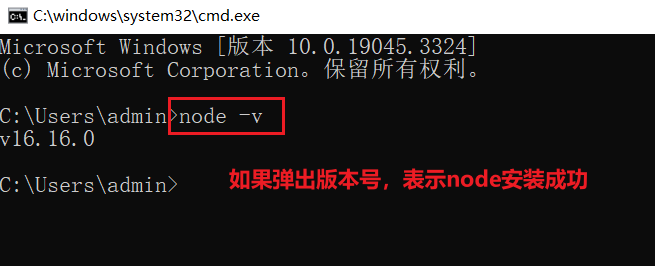 C:\windows\system32\cmd.exe
Microsoft Windows [版本 10.0.19045.3324]
(c) Microsoft Corporation。保留所有权利。
C:\Users\admin>node -v
v16.16.0
C:\Users\admin>
如果弹出版本号，表示node安装成功